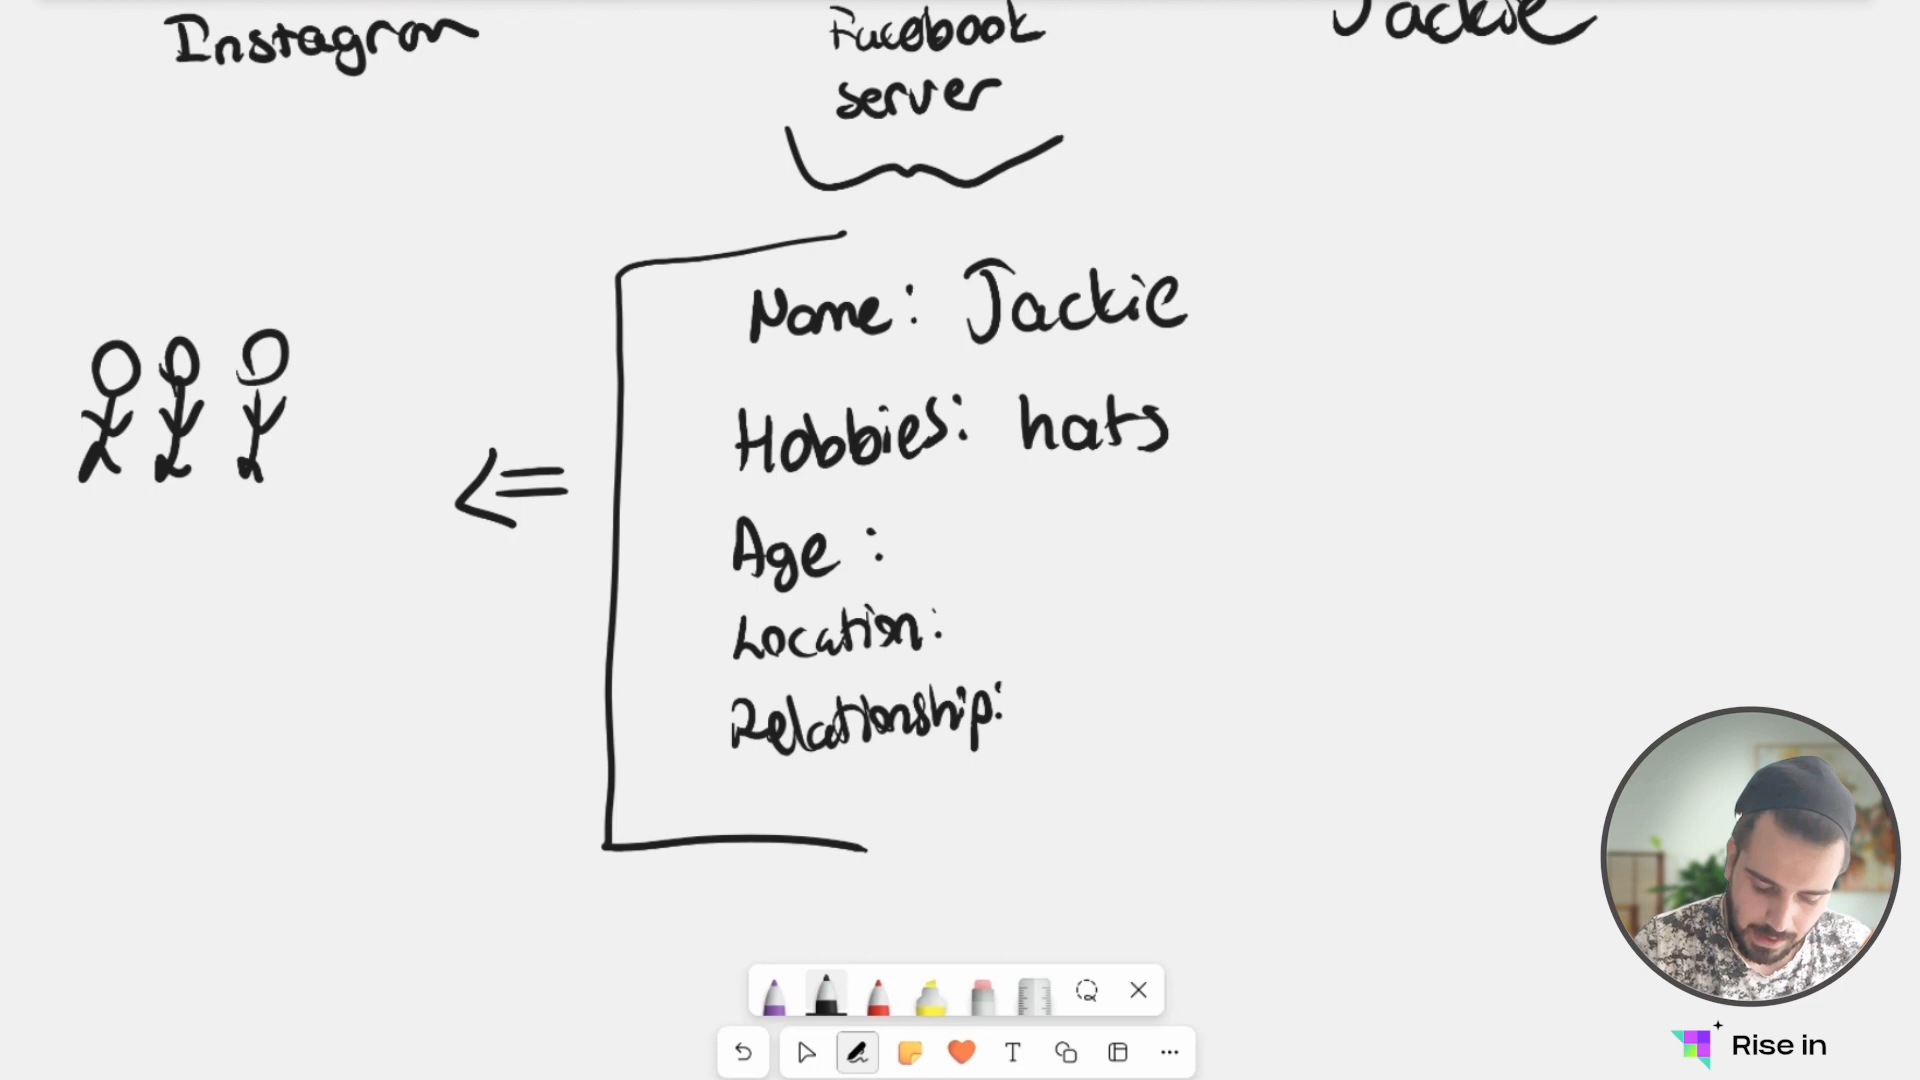 Instagram
Facebook
server
Jackie
Name: Jackie
Hobbies: hats
Age :
Location:
Relationship:
<=
T
Rise in